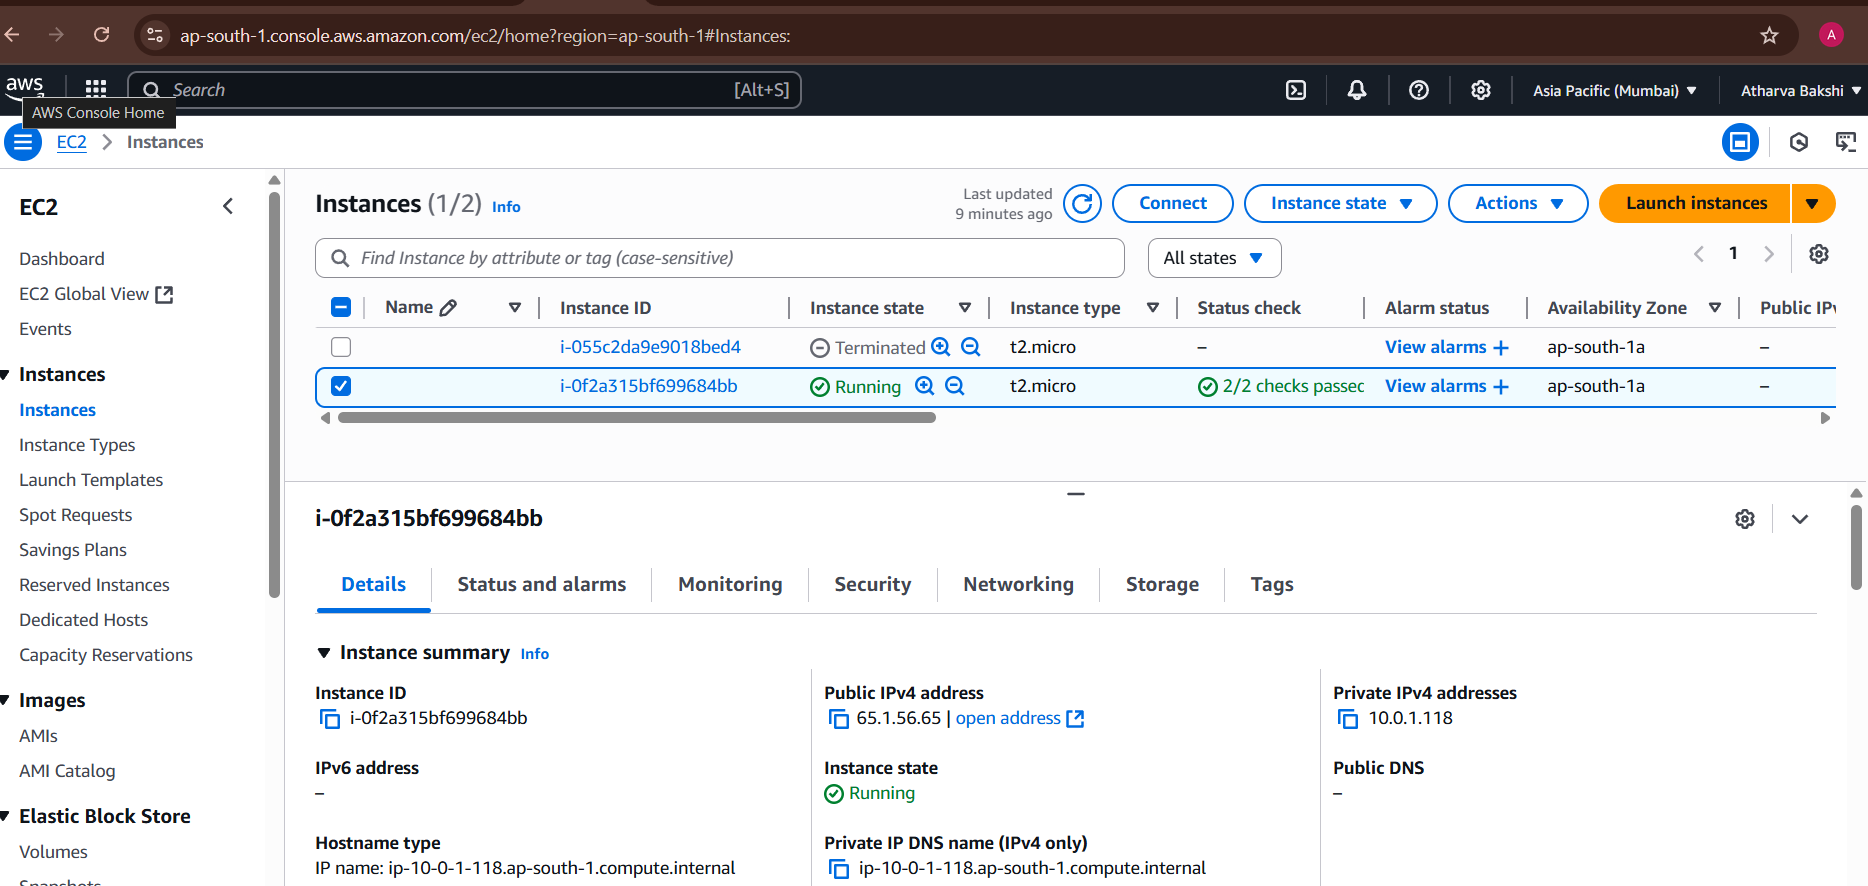 ap-south-1.console.aws.amazon.com/ec2/home?region=ap-south-1#Instances:
A
aws
Search
[Alt+S]
Asia Pacific (Mumbai)
Atharva Bakshi
AWS Console Home
EC2 > Instances
EC2
Dashboard
EC2 Global View
Events
Instances
Instances
Instance Types
Launch Templates
Spot Requests
Savings Plans
Reserved Instances
Dedicated Hosts
Capacity Reservations
Images
AMIs
AMI Catalog
Elastic Block Store
Volumes
Snapshots
Instances (1/2) Info
Last updated
9 minutes ago
Connect
Instance state
Actions
Launch instances
Find Instance by attribute or tag (case-sensitive)
All states
1
Name Instance ID Instance state Instance type Status check Alarm status Availability Zone Public IPv
i-055c2da9e9018bed4 Terminated t2.micro – View alarms + ap-south-1a –
i-0f2a315bf699684bb Running t2.micro 2/2 checks passec View alarms + ap-south-1a –
i-0f2a315bf699684bb
Details Status and alarms Monitoring Security Networking Storage Tags
Instance summary Info
Instance ID
i-0f2a315bf699684bb
Public IPv4 address
65.1.56.65 | open address
Private IPv4 addresses
10.0.1.118
IPv6 address
–
Instance state
Running
Public DNS
–
Hostname type
IP name: ip-10-0-1-118.ap-south-1.compute.internal
Private IP DNS name (IPv4 only)
ip-10-0-1-118.ap-south-1.compute.internal